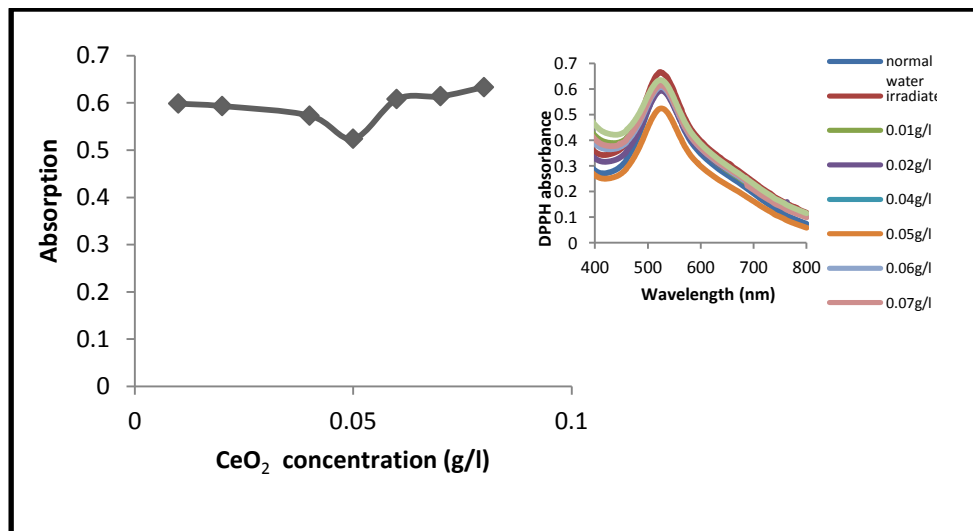 0.7
0.6
0.5
0.4
0.3
0.2
0.1
0
0
0.05
0.1
Absorption
CeO₂ concentration (g/l)
0.7
0.6
0.5
0.4
0.3
0.2
0.1
0
400
500
600
700
800
DPPH absorbance
Wavelength (nm)
normal
water
irradiate
0.01g/l
0.02g/l
0.04g/l
0.05g/l
0.06g/l
0.07g/l